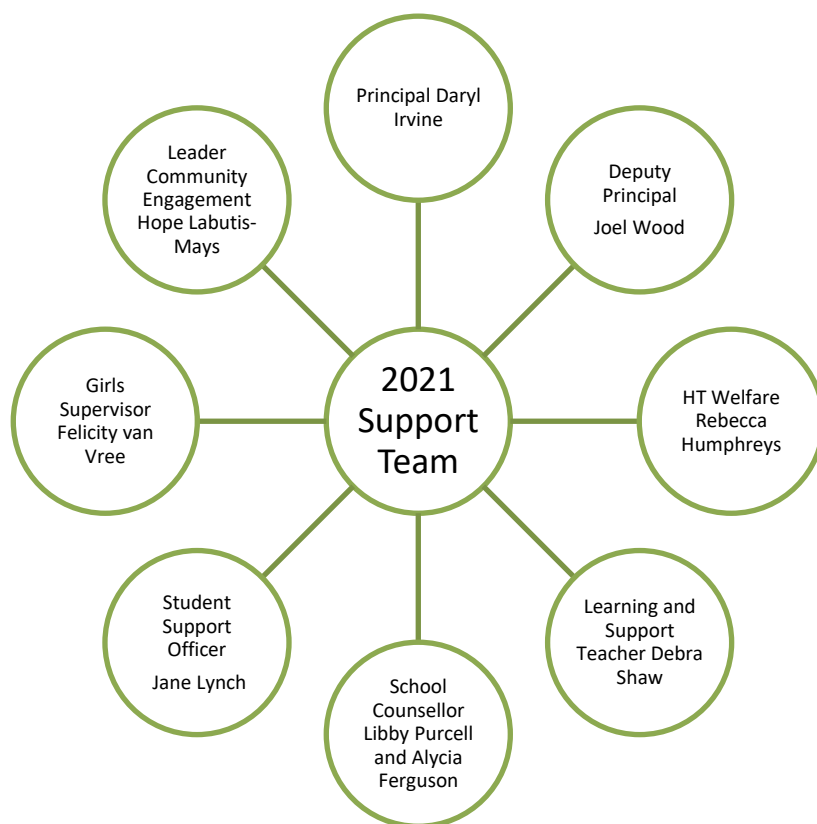 Principal Daryl
Irvine
Deputy
Principal
Joel Wood
HT Welfare
Rebecca
Humphreys
Learning and
Support
Teacher Debra
Shaw
School
Counsellor
Libby Purcell
and Alycia
Ferguson
Student
Support
Officer
Jane Lynch
Girls
Supervisor
Felicity van
Vree
Leader
Community
Engagement
Hope Labutis-
Mays
2021
Support
Team